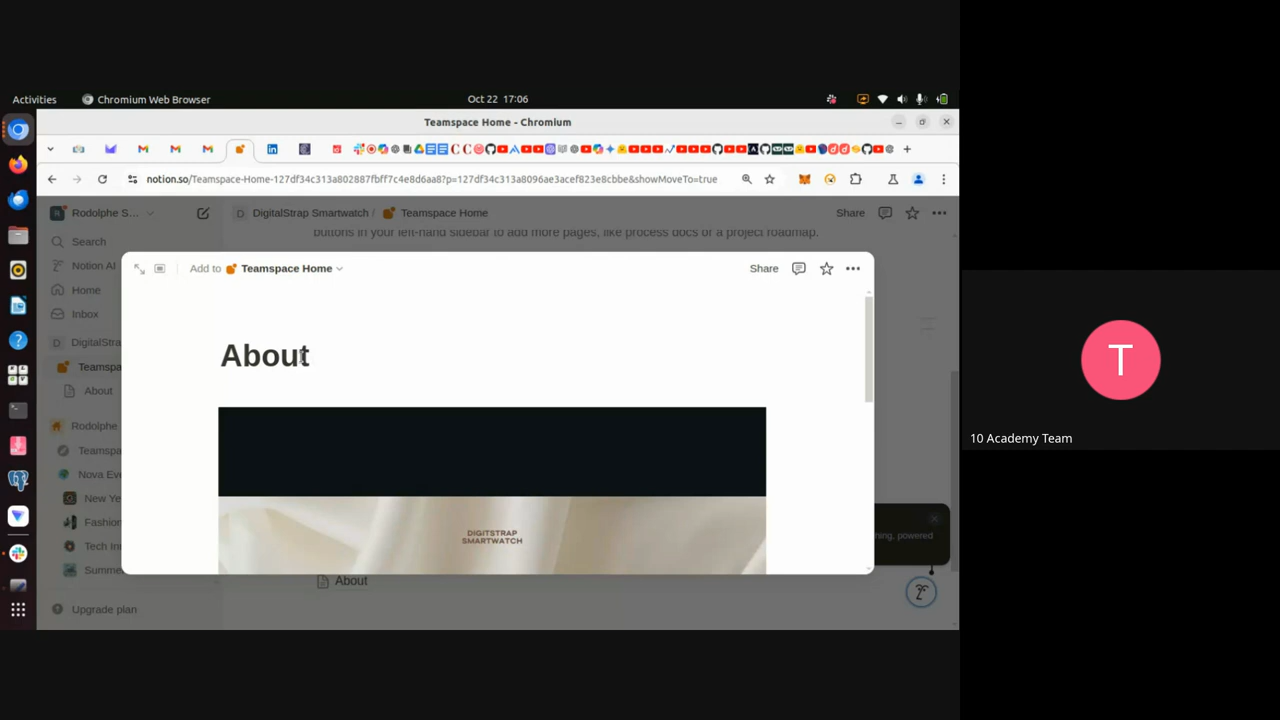 Activities
Chromium Web Browser
Oct 22 17:06
Teamspace Home - Chromium
notion.so/Teamspace-Home-127df34c313a802887fbff7c4e8d6aa8?p=127df34c313a8096ae3acef823e8cbbe&showMoveTo=true
Rodolphe S...
DigitalStrap Smartwatch / Teamspace Home
Share
buttons in your left-hand sidebar to add more pages, like process docs or a project roadmap.
Search
Notion AI
Home
Inbox
DigitalStra
Teamspa
About
Rodolphe
Teamspa
Nova Eve
New Ye
Fashion
Tech In
Summe
Upgrade plan
Add to Teamspace Home
Share
About
DIGITSTRAP
SMARTWATCH
hing, powered
About
T
10 Academy Team